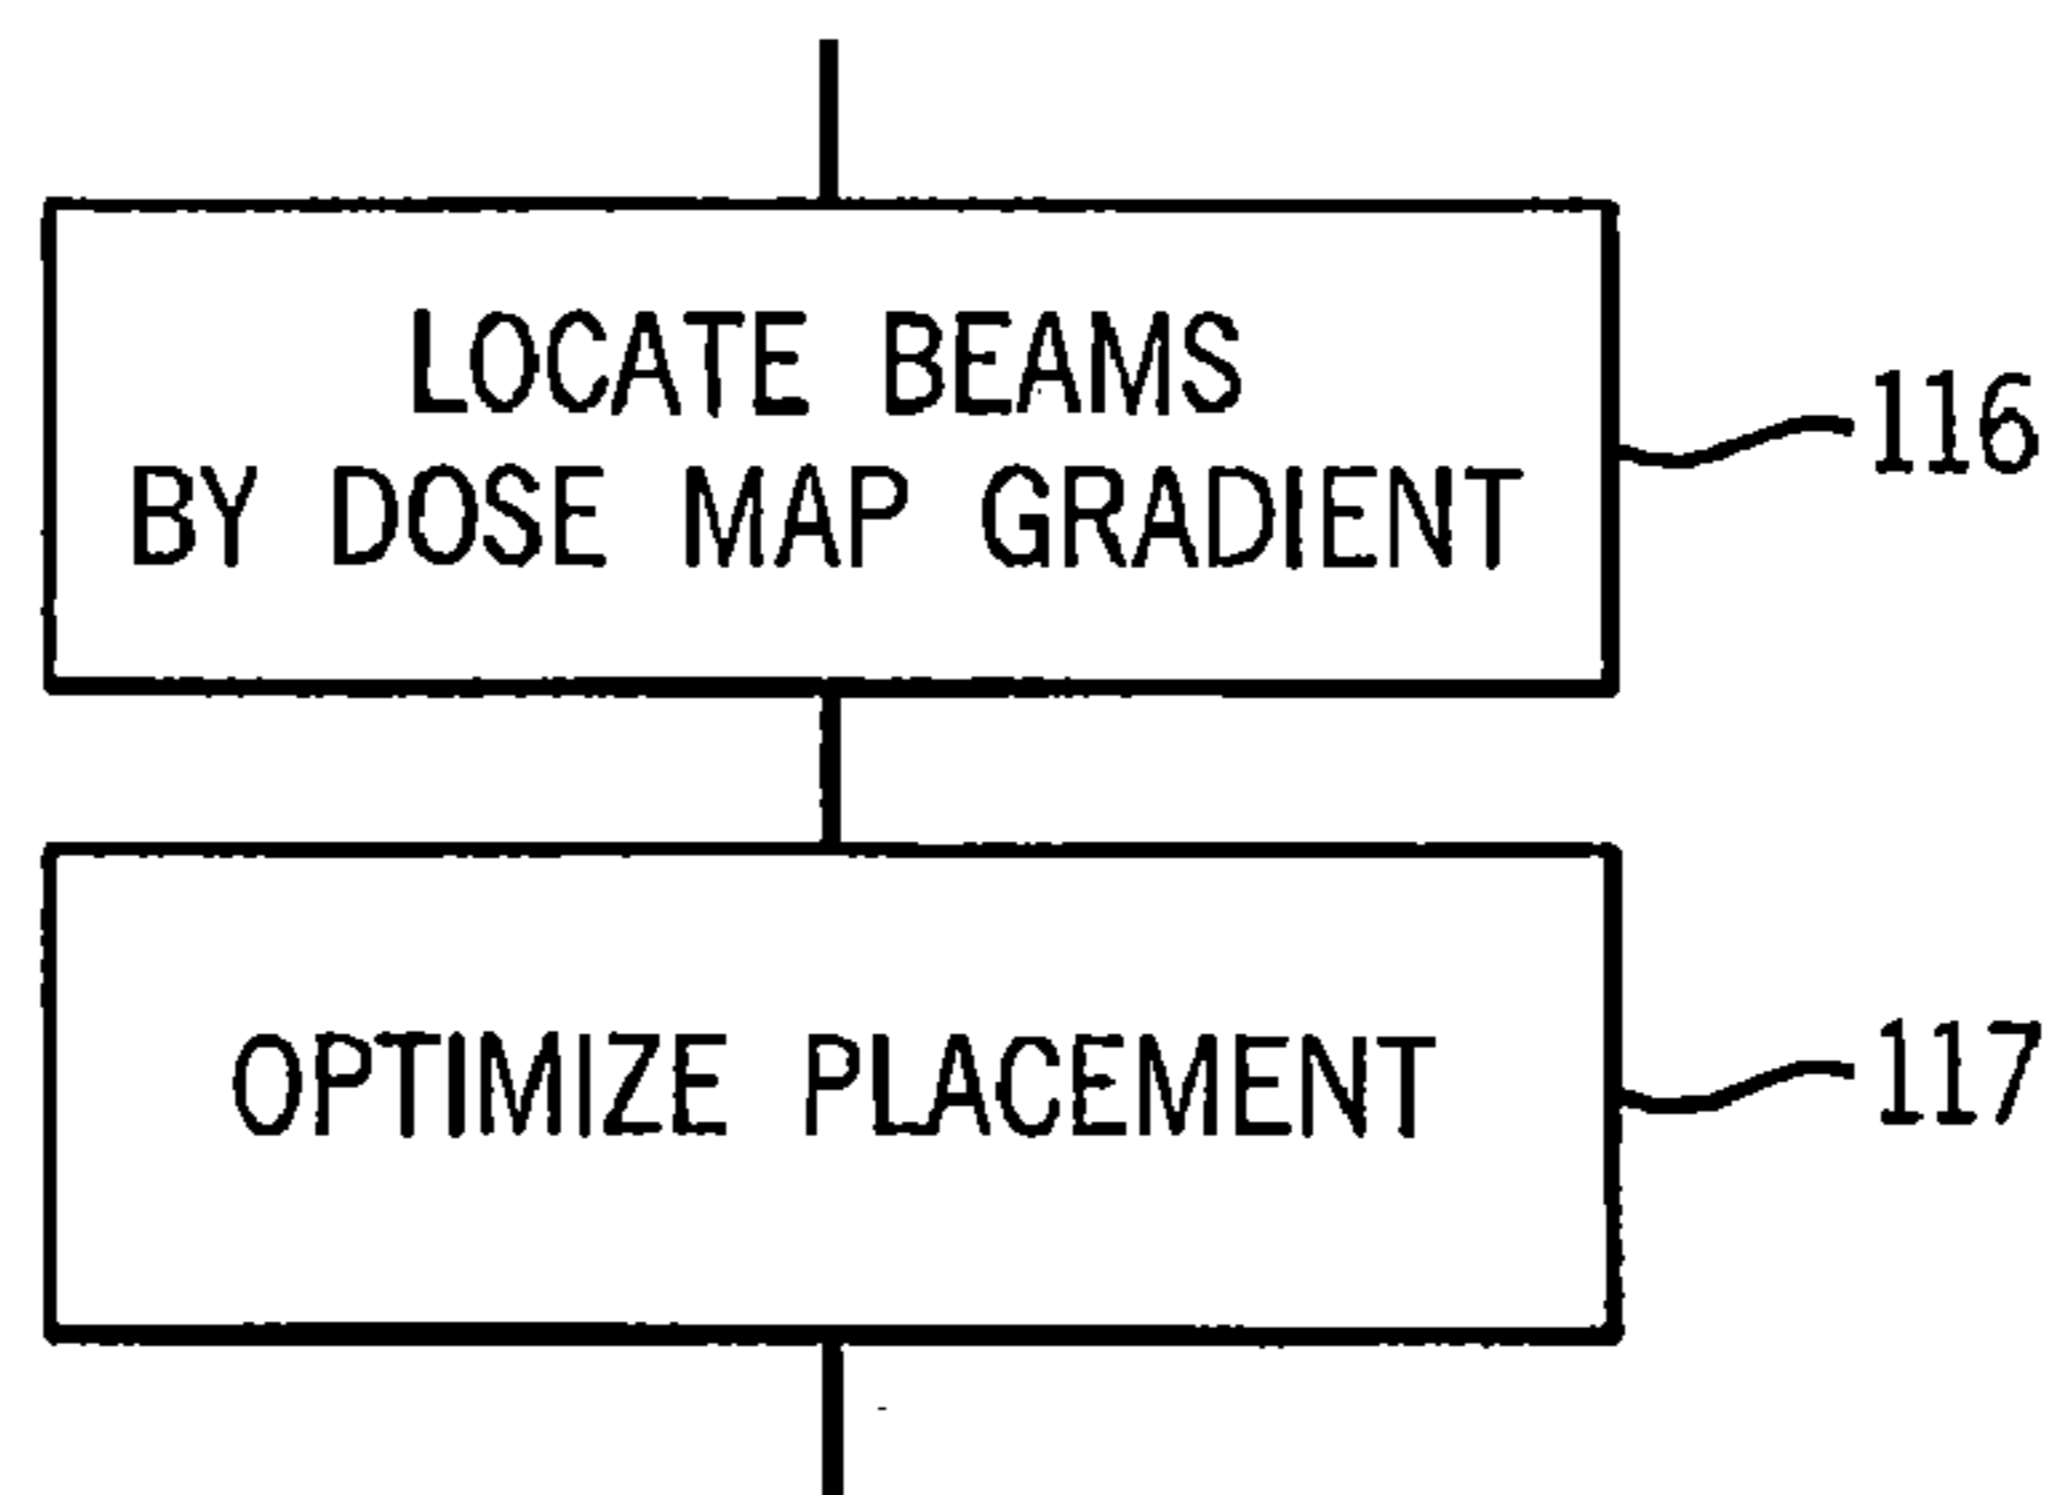 LOCATE BEAMS
BY DOSE MAP GRADIENT
116
OPTIMIZE PLACEMENT
117